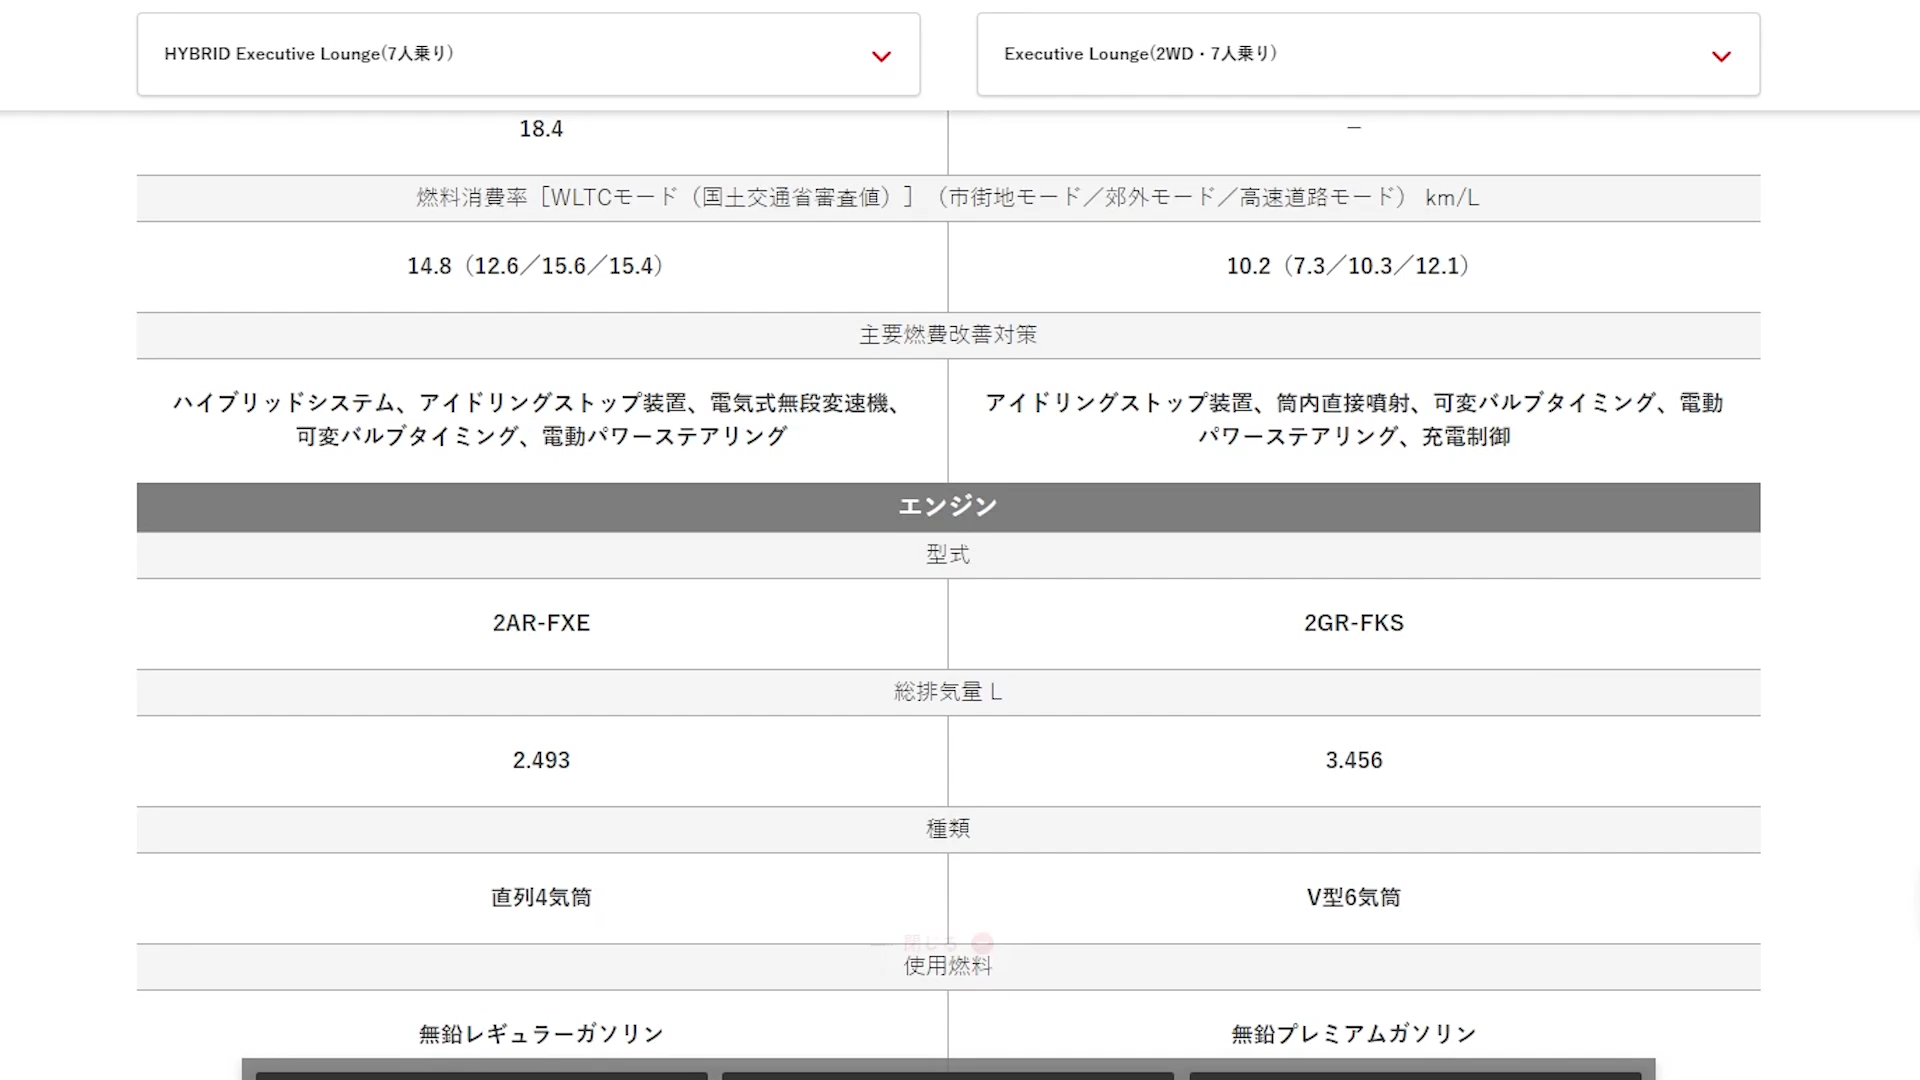 HYBRID Executive Lounge(7人乗り)
Executive Lounge(2WD・7人乗り)
18.4
–
燃料消費率［WLTCモード（国土交通省審査値）］（市街地モード／郊外モード／高速道路モード） km/L
14.8（12.6／15.6／15.4）
10.2（7.3／10.3／12.1）
主要燃費改善対策
ハイブリッドシステム、アイドリングストップ装置、電気式無段変速機、
可変バルブタイミング、電動パワーステアリング
アイドリングストップ装置、筒内直接噴射、可変バルブタイミング、電動
パワーステアリング、充電制御
エンジン
型式
2AR-FXE
2GR-FKS
総排気量 L
2.493
3.456
種類
直列4気筒
V型6気筒
閉じる
使用燃料
無鉛レギュラーガソリン
無鉛プレミアムガソリン